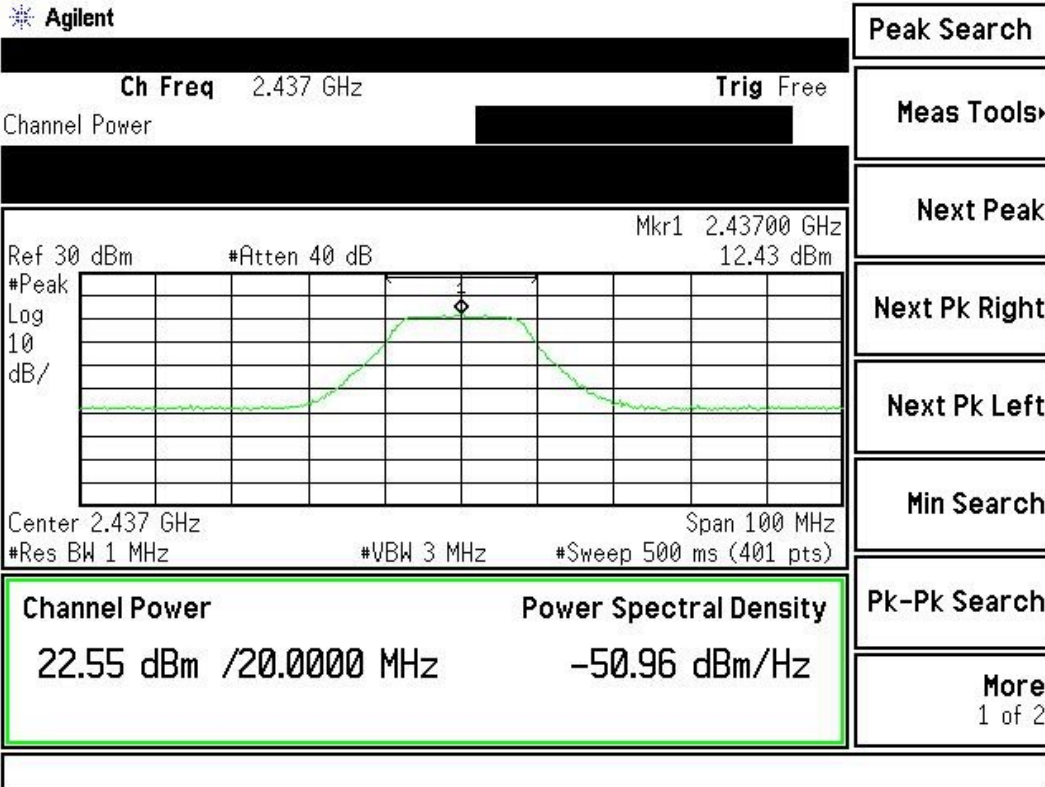 Agilent
Peak Search
Ch Freq 2.437 GHz Trig Free
Channel Power
Meas Tools
Next Peak
Mkr1 2.43700 GHz
Ref 30 dBm #Atten 40 dB 12.43 dBm
#Peak
Log
10
dB/
1
Next Pk Right
Next Pk Left
Min Search
Center 2.437 GHz Span 100 MHz
#Res BW 1 MHz #VBW 3 MHz #Sweep 500 ms (401 pts)
Channel Power Power Spectral Density
22.55 dBm /20.0000 MHz -50.96 dBm/Hz
Pk-Pk Search
More
1 of 2